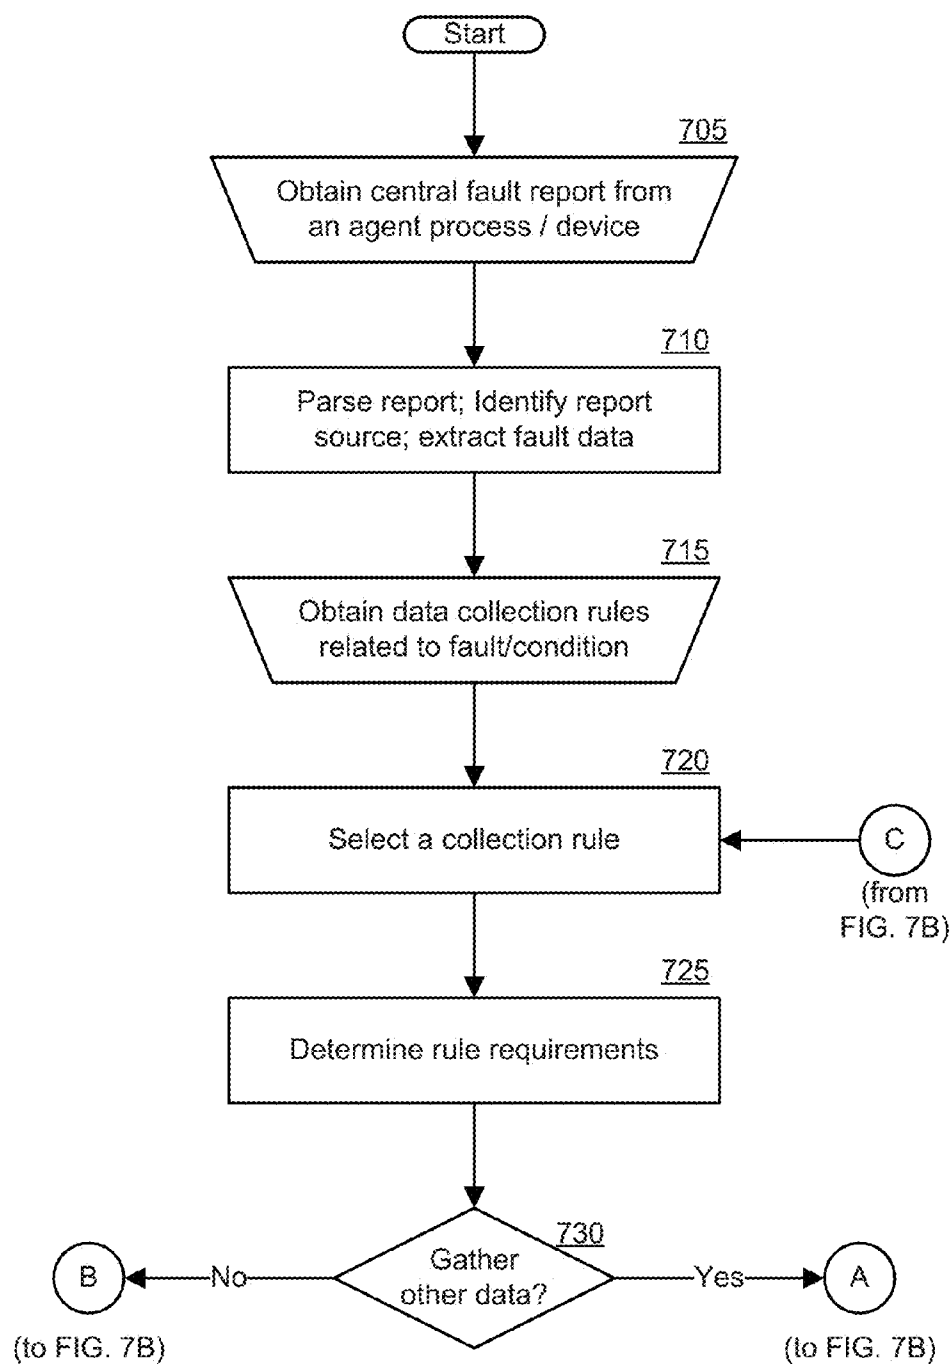 Start
705
Obtain central fault report from
an agent process / device
710
Parse report; Identify report
source; extract fault data
715
Obtain data collection rules
related to fault/condition
720
Select a collection rule
C
(from
FIG. 7B)
725
Determine rule requirements
730
Gather
other data?
No
Yes
B
A
(to FIG. 7B)
(to FIG. 7B)